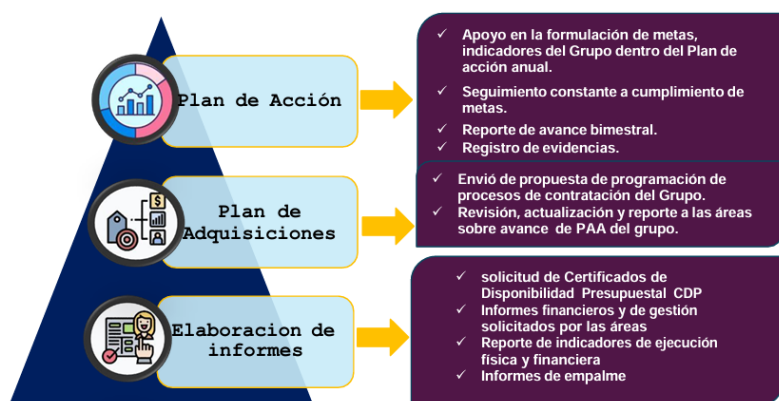 Plan de Acción
✓ Apoyo en la formulación de metas,
indicadores del Grupo dentro del Plan de
acción anual.
✓ Seguimiento constante a cumplimiento de
metas.
✓ Reporte de avance bimestral.
✓ Registro de evidencias.
Plan de
Adquisiciones
✓ Envió de propuesta de programación de
procesos de contratación del Grupo.
✓ Revisión, actualización y reporte a las áreas
sobre avance de PAA del grupo.
Elaboracion de
informes
✓ solicitud de Certificados de
Disponibilidad Presupuestal CDP
✓ Informes financieros y de gestión
solicitados por las áreas
✓ Reporte de indicadores de ejecución
física y financiera
✓ Informes de empalme